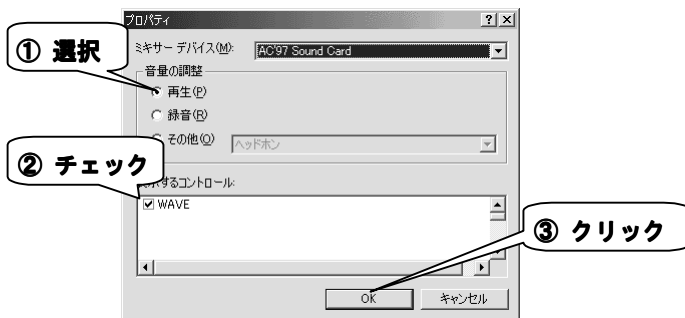 プロパティ
ミキサー デバイス(M): AC'97 Sound Card
① 選択
音量の調整
再生(P)
録音(R)
その他(O) ヘッドホン
② チェック
表示するコントロール:
WAVE
③ クリック
OK キャンセル